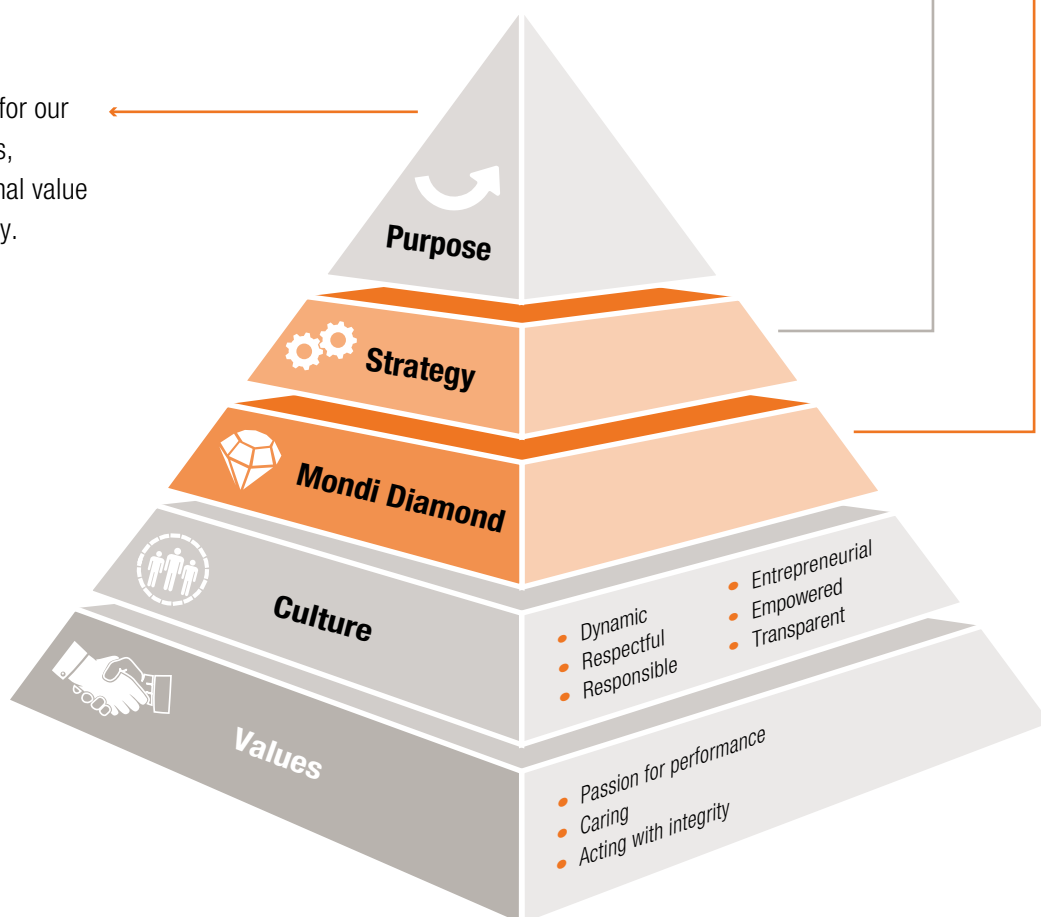 for our
s,
nal value
y.
Purpose
Strategy
Mondi Diamond
Culture
Dynamic
Respectful
Responsible
Entrepreneurial
Empowered
Transparent
Values
Passion for performance
Caring
Acting with integrity